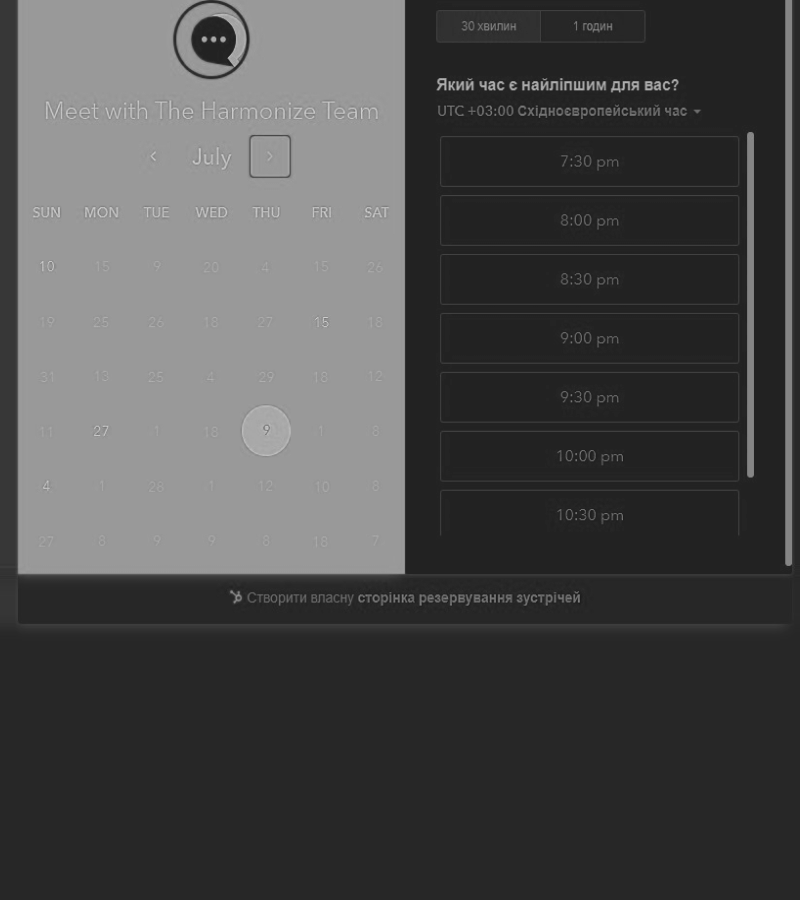 30 хвилин 1 годин
Meet with The Harmonize Team
July
SUN MON TUE WED THU FRI SAT
10 15 9 20 4 15 26
19 25 26 18 27 15 18
31 13 25 4 29 18 12
11 27 1 18 9 1 8
4 1 26 1 12 10 8
27 8 9 9 8 18 7
Який час є найліпшим для вас?
UTC +03:00 Східноєвропейський час
7:30 pm
8:00 pm
8:30 pm
9:00 pm
9:30 pm
10:00 pm
10:30 pm
Створити власну сторінка резервування зустрічей